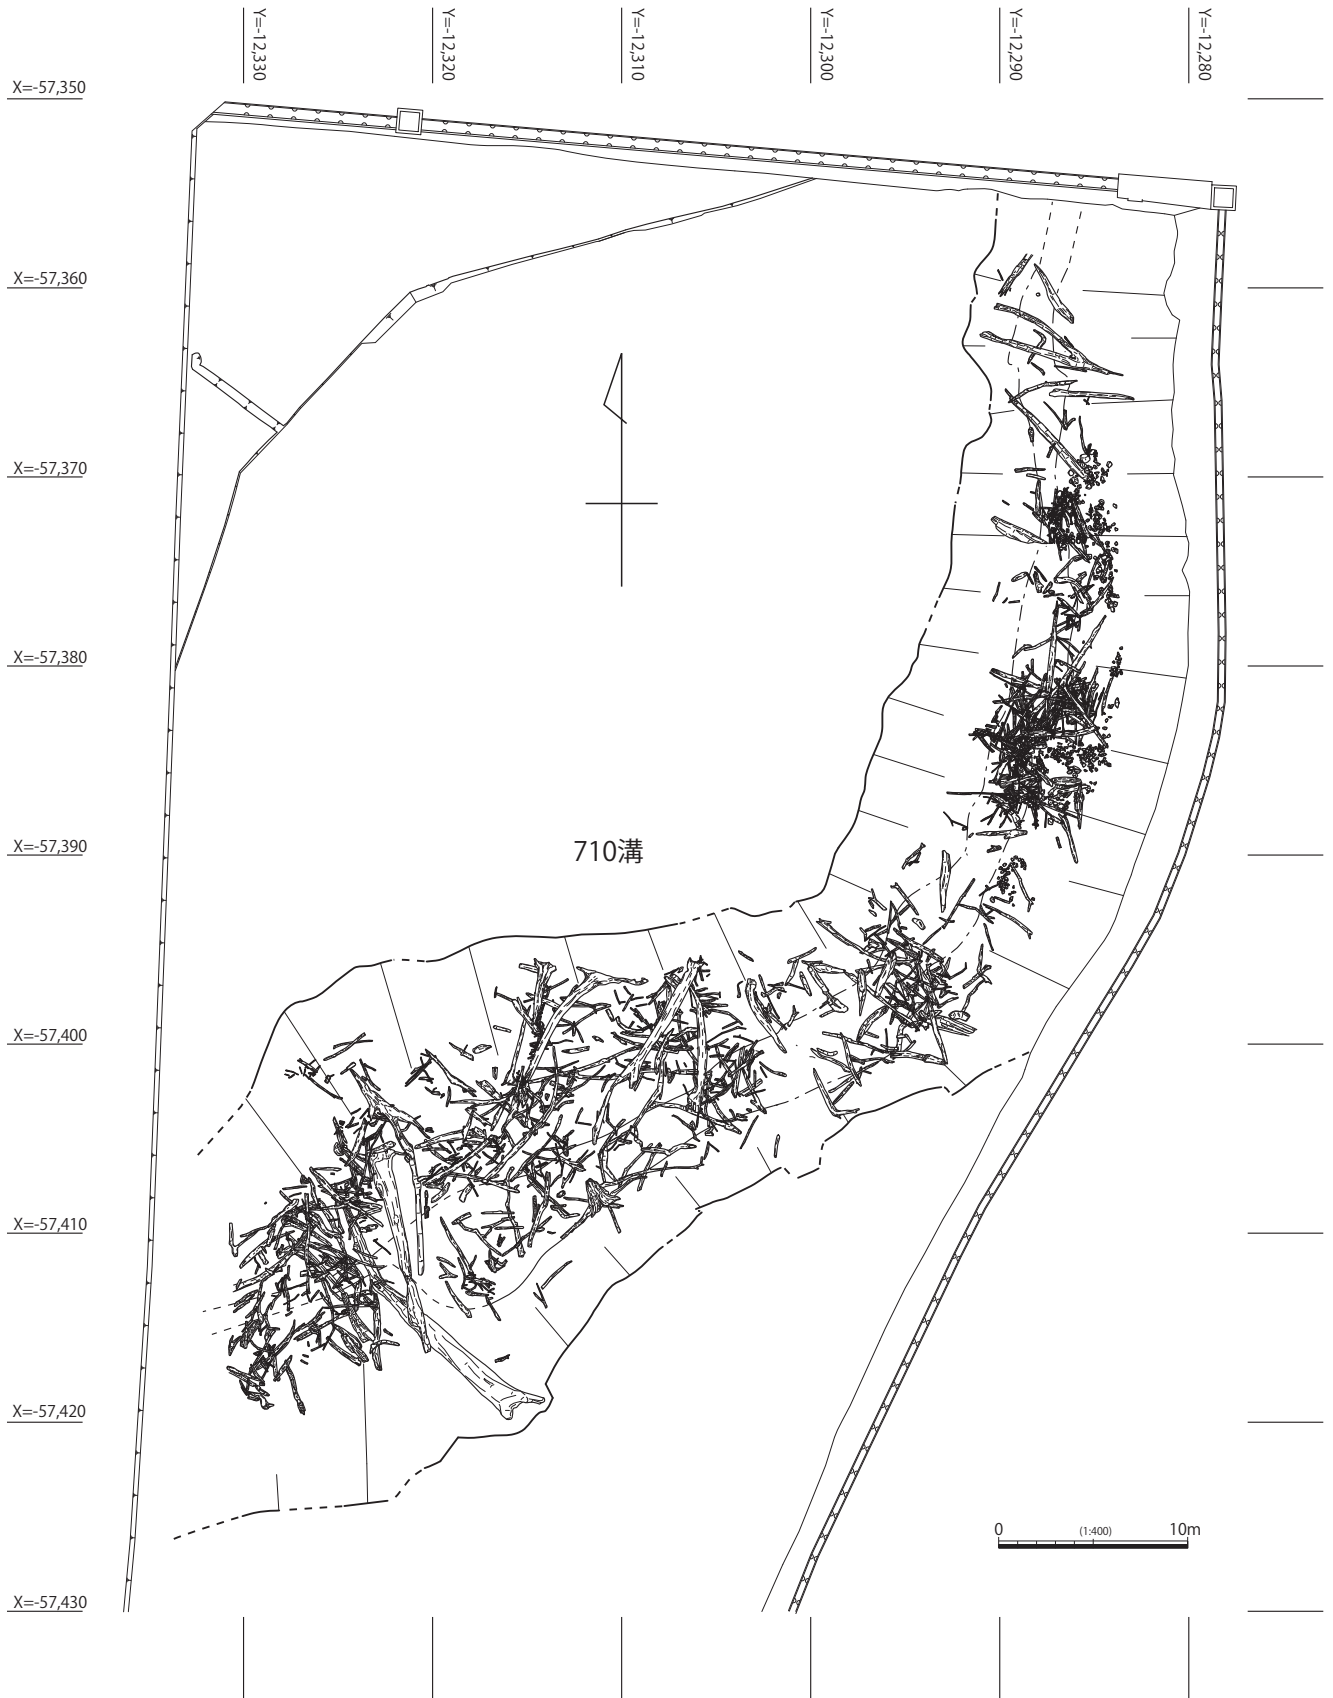 Y=-12,330
Y=-12,320
Y=-12,310
Y=-12,300
Y=-12,290
Y=-12,280
X=-57,350
X=-57,360
X=-57,370
X=-57,380
X=-57,390
710溝
X=-57,400
X=-57,410
X=-57,420
0 (1:400) 10m
X=-57,430